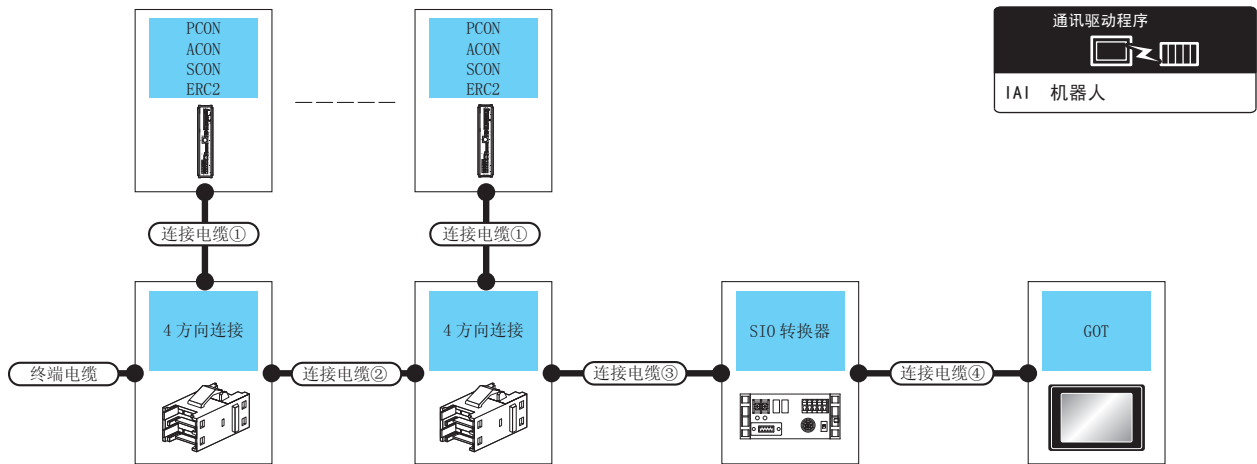 PCON
ACON
SCON
ERC2
PCON
ACON
SCON
ERC2
通讯驱动程序
IAI 机器人
连接电缆①
连接电缆①
4方向连接
4方向连接
SIO 转换器
GOT
终端电缆
连接电缆②
连接电缆③
连接电缆④